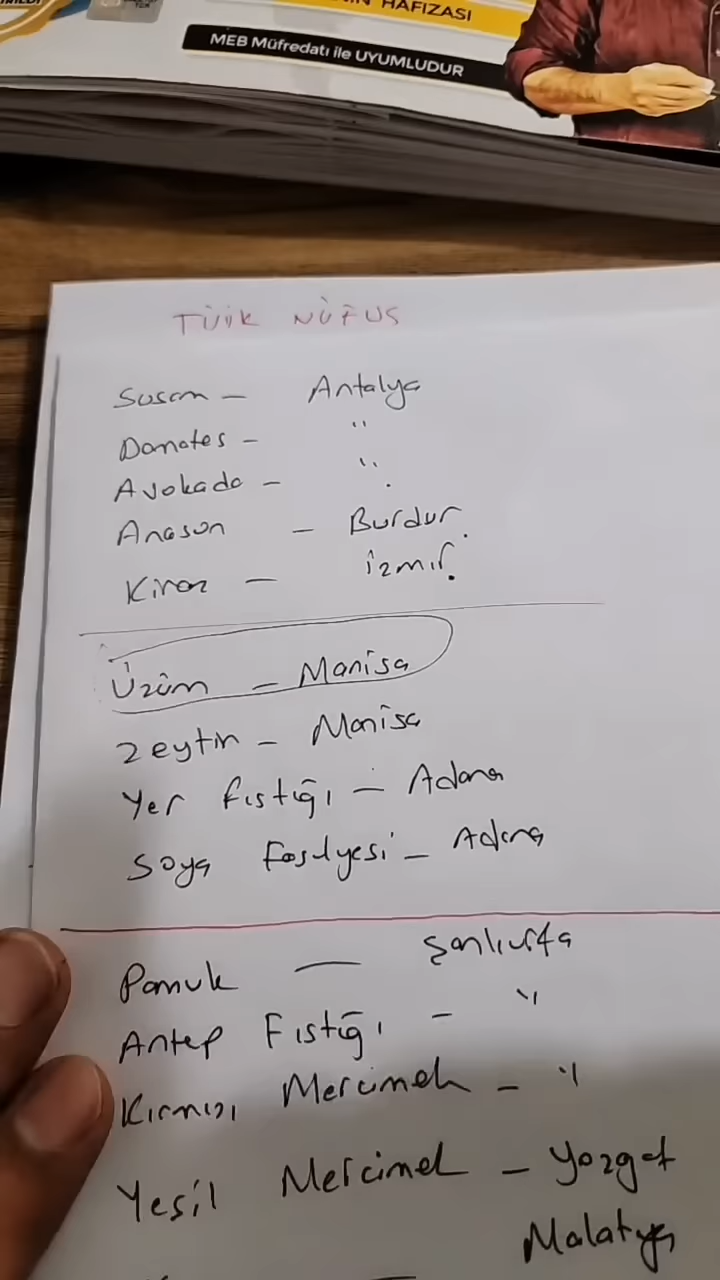 HAFIZASI
MEB Müfredatı ile UYUMLUDUR
TÜİK NÜFUS
Susam - Antalya
Domates - "
Avokado - "
Anason - Burdur
Kiraz - İzmir
Üzüm - Manisa
Zeytin - Manisa
Yer fıstığı - Adana
Soya Fasulyesi - Adana
Pamuk - Şanlıurfa
Antep Fıstığı - "
Kırmızı Mercimek - "
Yeşil Mercimek - Yozgat
Malatya